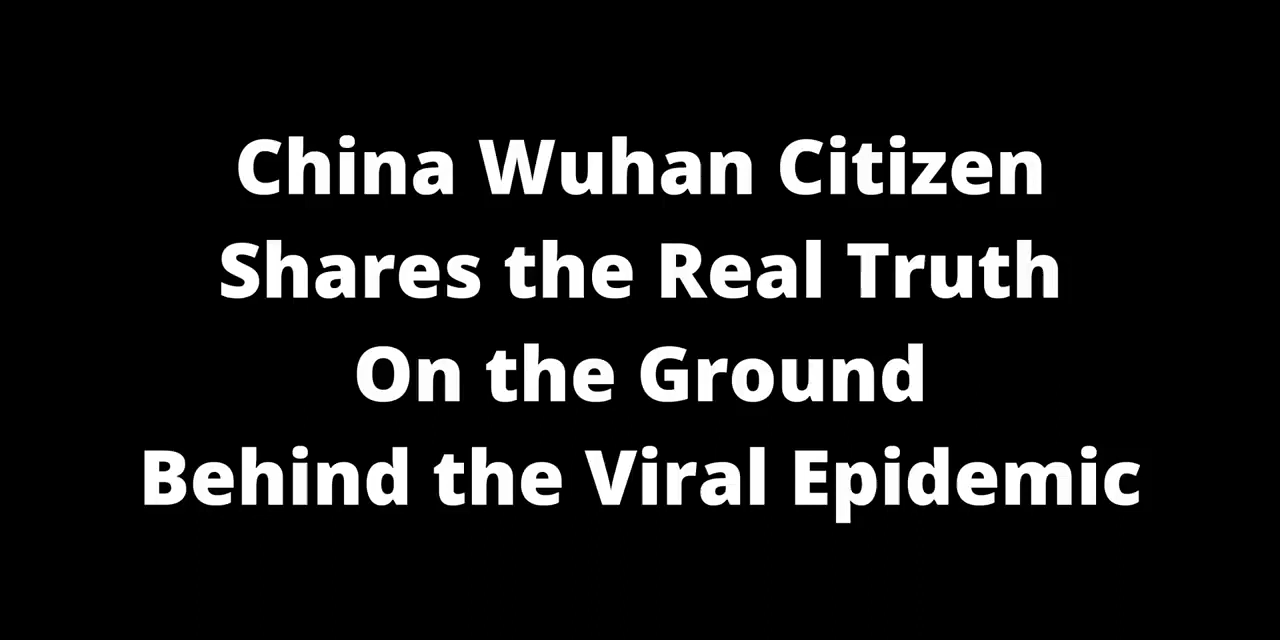 China Wuhan Citizen
Shares the Real Truth
On the Ground
Behind the Viral Epidemic